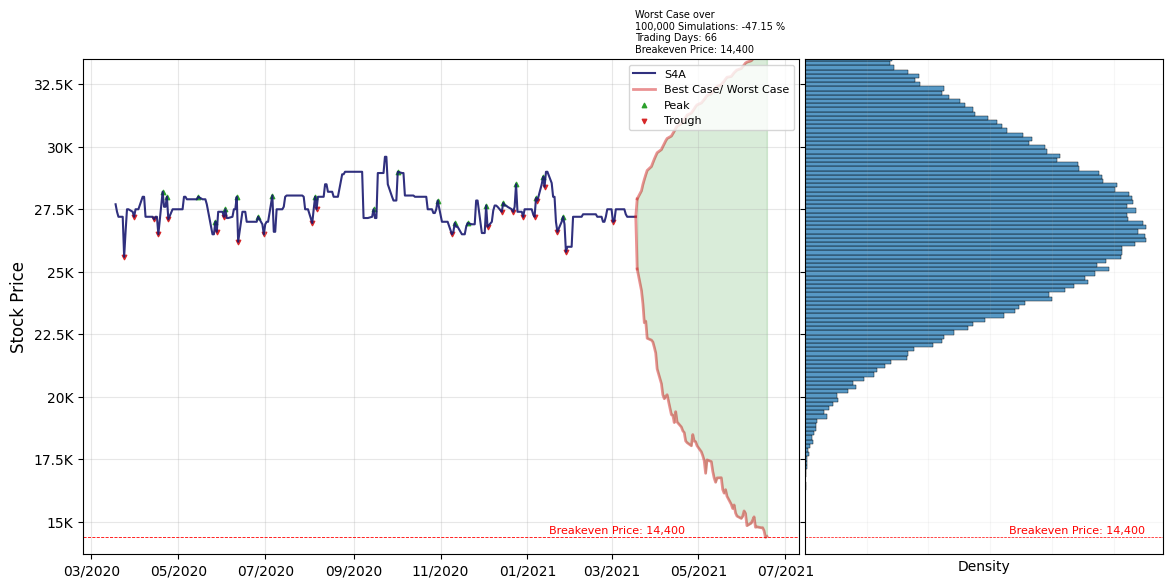 Worst Case over
100,000 Simulations: -47.15 %
Trading Days: 66
Breakeven Price: 14,400
S4A
Best Case/ Worst Case
Peak
Trough
32.5K
30K
27.5K
25K
22.5K
20K
17.5K
15K
Stock Price
Breakeven Price: 14,400
Breakeven Price: 14,400
03/2020 05/2020 07/2020 09/2020 11/2020 01/2021 03/2021 05/2021 07/2021
Density